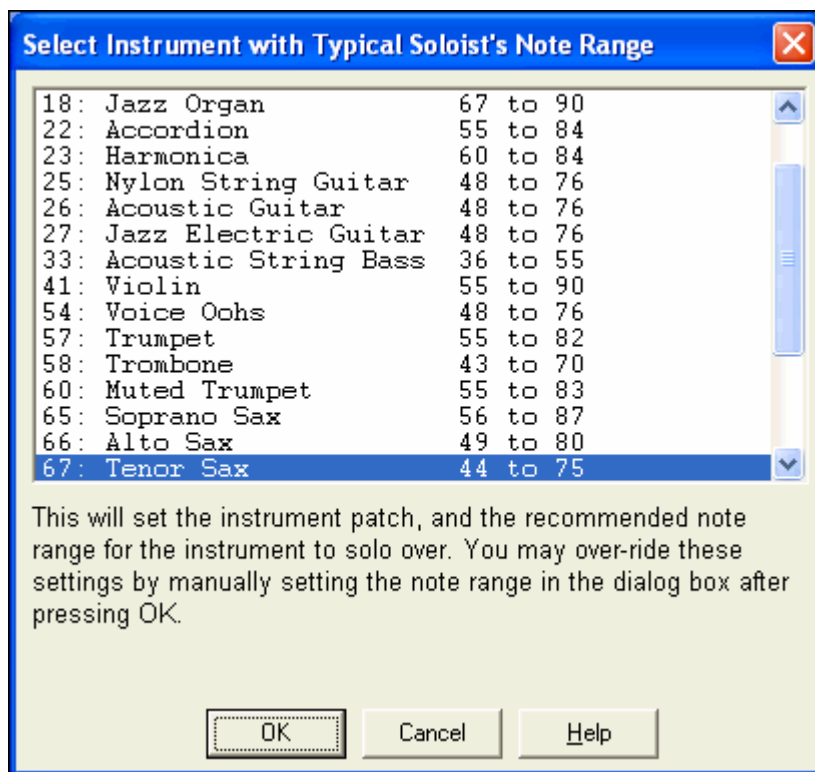 Select Instrument with Typical Soloist's Note Range
18: Jazz Organ 67 to 90
22: Accordion 55 to 84
23: Harmonica 60 to 84
25: Nylon String Guitar 48 to 76
26: Acoustic Guitar 48 to 76
27: Jazz Electric Guitar 48 to 76
33: Acoustic String Bass 36 to 55
41: Violin 55 to 90
54: Voice Oohs 48 to 76
57: Trumpet 55 to 82
58: Trombone 43 to 70
60: Muted Trumpet 55 to 83
65: Soprano Sax 56 to 87
66: Alto Sax 49 to 80
67: Tenor Sax 44 to 75
This will set the instrument patch, and the recommended note
range for the instrument to solo over. You may over-ride these
settings by manually setting the note range in the dialog box after
pressing OK.
OK Cancel Help